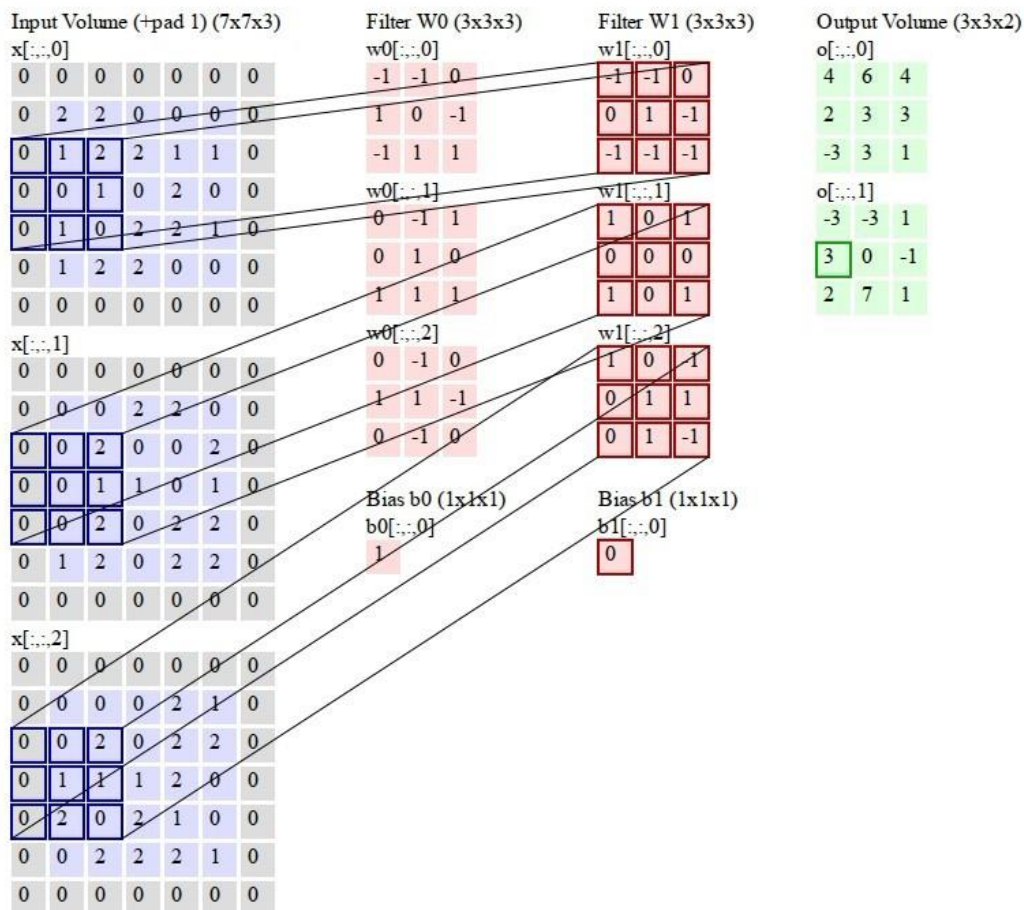 Input Volume (+pad 1) (7x7x3)
x[:,:,0]
0 0 0 0 0 0 0
0 2 2 0 0 0 0
0 1 2 2 1 1 0
0 0 1 0 2 0 0
0 1 0 2 2 1 0
0 1 2 2 0 0 0
0 0 0 0 0 0 0
x[:,:,1]
0 0 0 0 0 0 0
0 0 0 2 2 0 0
0 0 2 0 0 2 0
0 0 1 1 0 1 0
0 0 2 0 2 2 0
0 1 2 0 2 2 0
0 0 0 0 0 0 0
x[:,:,2]
0 0 0 0 0 0 0
0 0 0 0 2 1 0
0 0 2 0 2 2 0
0 1 1 1 2 0 0
0 2 0 2 1 0 0
0 0 2 2 2 1 0
0 0 0 0 0 0 0
Filter W0 (3x3x3)
w0[:,:,0]
-1 -1 0
1 0 -1
-1 1 1
w0[:,:,1]
0 -1 1
0 1 0
1 1 1
w0[:,:,2]
0 -1 0
1 1 -1
0 -1 0
Bias b0 (1x1x1)
b0[:,:,0]
1
Filter W1 (3x3x3)
w1[:,:,0]
-1 -1 0
0 1 -1
-1 -1 -1
w1[:,:,1]
1 0 1
0 0 0
1 0 1
w1[:,:,2]
1 0 -1
0 1 1
0 1 -1
Bias b1 (1x1x1)
b1[:,:,0]
0
Output Volume (3x3x2)
o[:,:,0]
4 6 4
2 3 3
-3 3 1
o[:,:,1]
-3 -3 1
3 0 -1
2 7 1